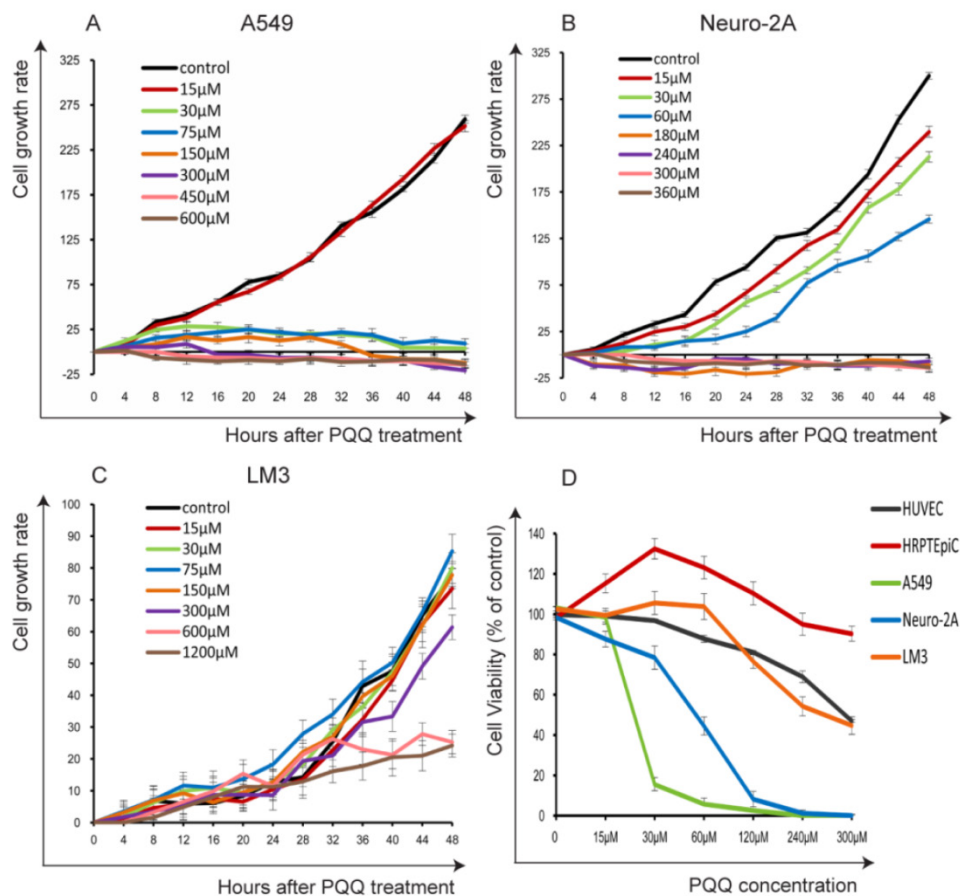 A
A549
Cell growth rate
325
275
225
175
125
75
25
-25
control
15µM
30µM
75µM
150µM
300µM
450µM
600µM
0 4 8 12 16 20 24 28 32 36 40 44 48
Hours after PQQ treatment
B
Neuro-2A
Cell growth rate
325
275
225
175
125
75
25
-25
control
15µM
30µM
60µM
180µM
240µM
300µM
360µM
0 4 8 12 16 20 24 28 32 36 40 44 48
Hours after PQQ treatment
C
LM3
Cell growth rate
100
90
80
70
60
50
40
30
20
10
0
control
15µM
30µM
75µM
150µM
300µM
600µM
1200µM
0 4 8 12 16 20 24 28 32 36 40 44 48
Hours after PQQ treatment
D
Cell Viability (% of control)
140
120
100
80
60
40
20
0
HUVEC
HRPTEpiC
A549
Neuro-2A
LM3
0 15µM 30µM 60µM 120µM 240µM 300µM
PQQ concentration